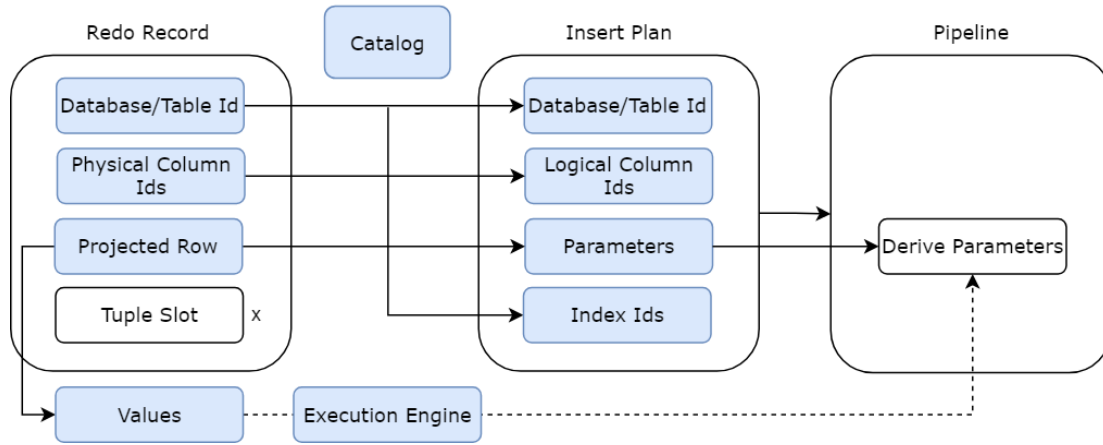 Redo Record
Catalog
Insert Plan
Pipeline
Database/Table Id
Database/Table Id
Physical Column
Ids
Logical Column
Ids
Projected Row
Parameters
Derive Parameters
Tuple Slot
x
Index Ids
Values
Execution Engine